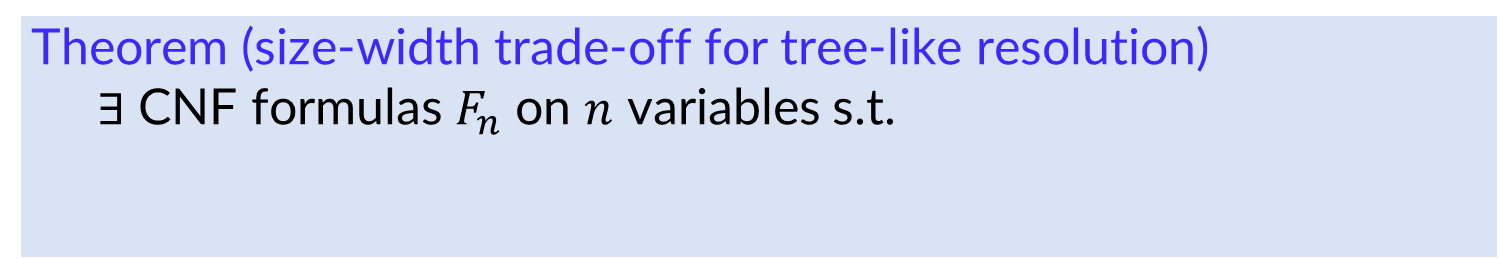 Theorem (size-width trade-off for tree-like resolution)
∃ CNF formulas Fₙ on n variables s.t.